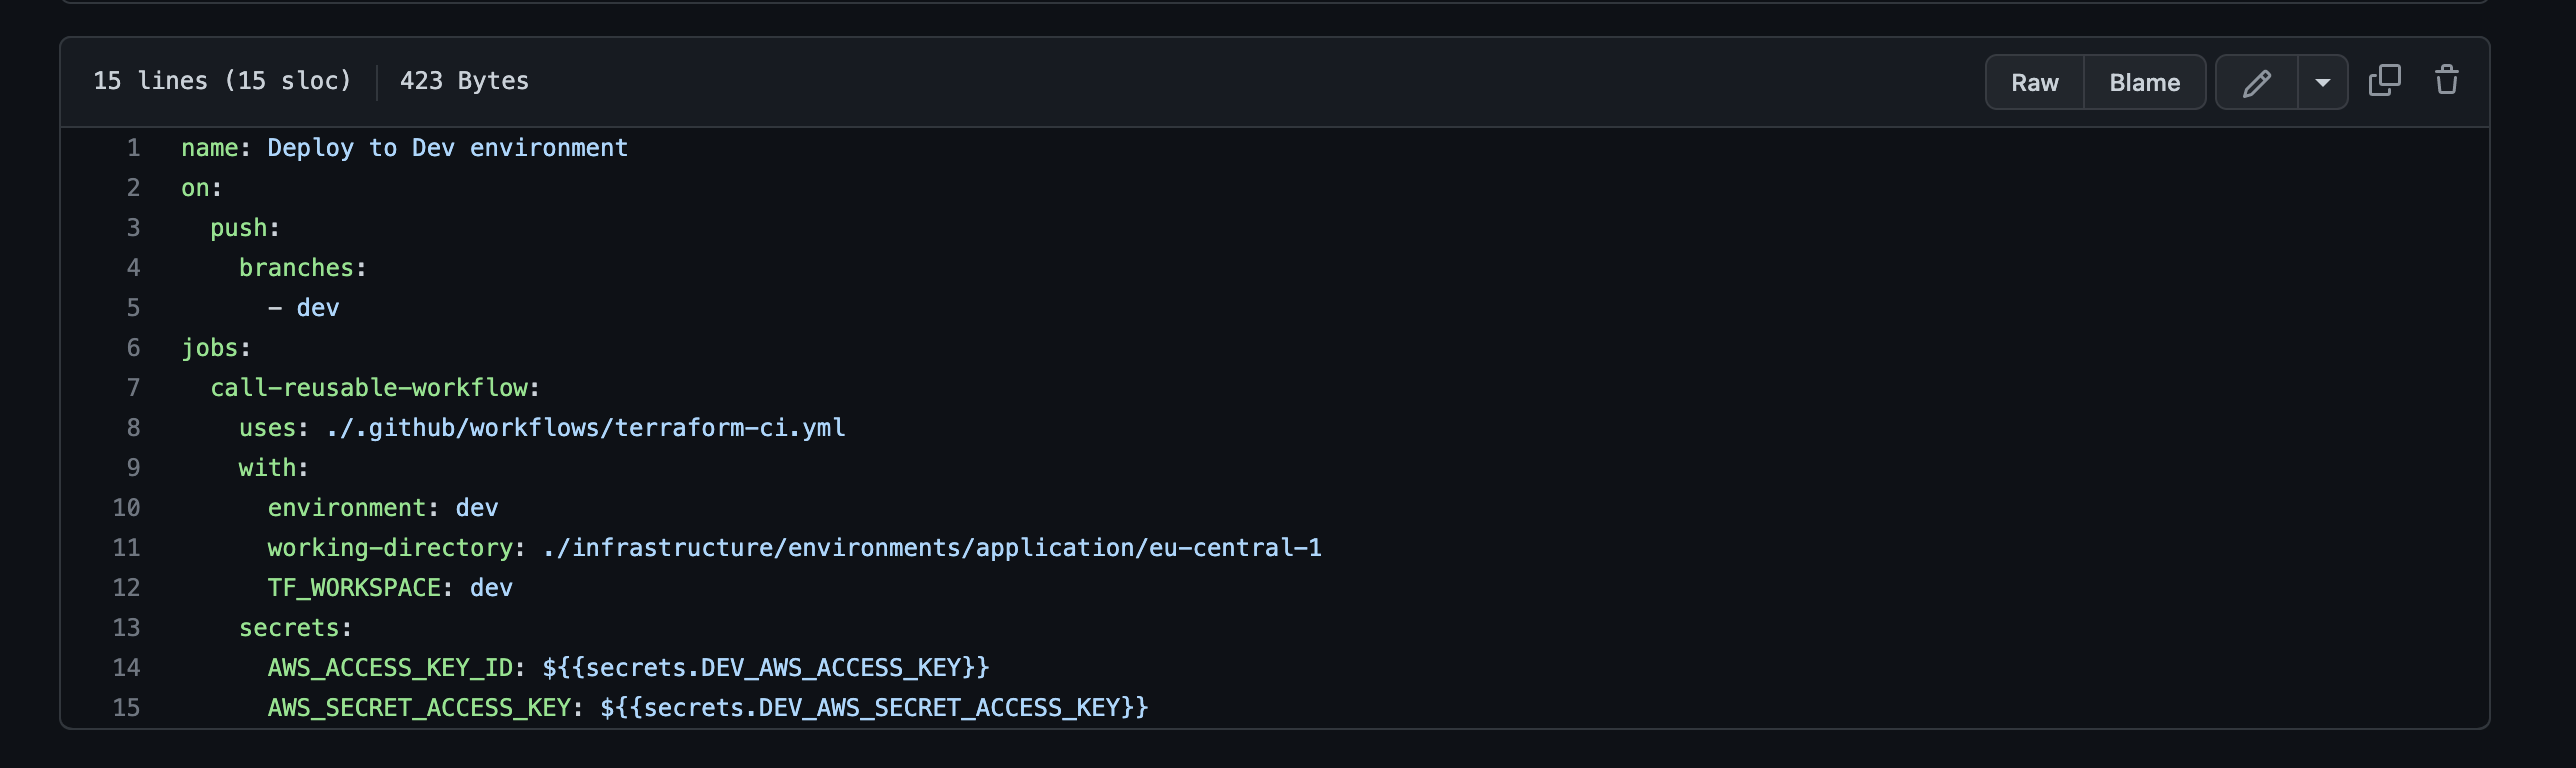 15 lines (15 sloc) 423 Bytes Raw Blame
1 name: Deploy to Dev environment
2 on:
3   push:
4     branches:
5       - dev
6 jobs:
7   call-reusable-workflow:
8     uses: ./.github/workflows/terraform-ci.yml
9     with:
10       environment: dev
11       working-directory: ./infrastructure/environments/application/eu-central-1
12       TF_WORKSPACE: dev
13     secrets:
14       AWS_ACCESS_KEY_ID: ${{secrets.DEV_AWS_ACCESS_KEY}}
15       AWS_SECRET_ACCESS_KEY: ${{secrets.DEV_AWS_SECRET_ACCESS_KEY}}